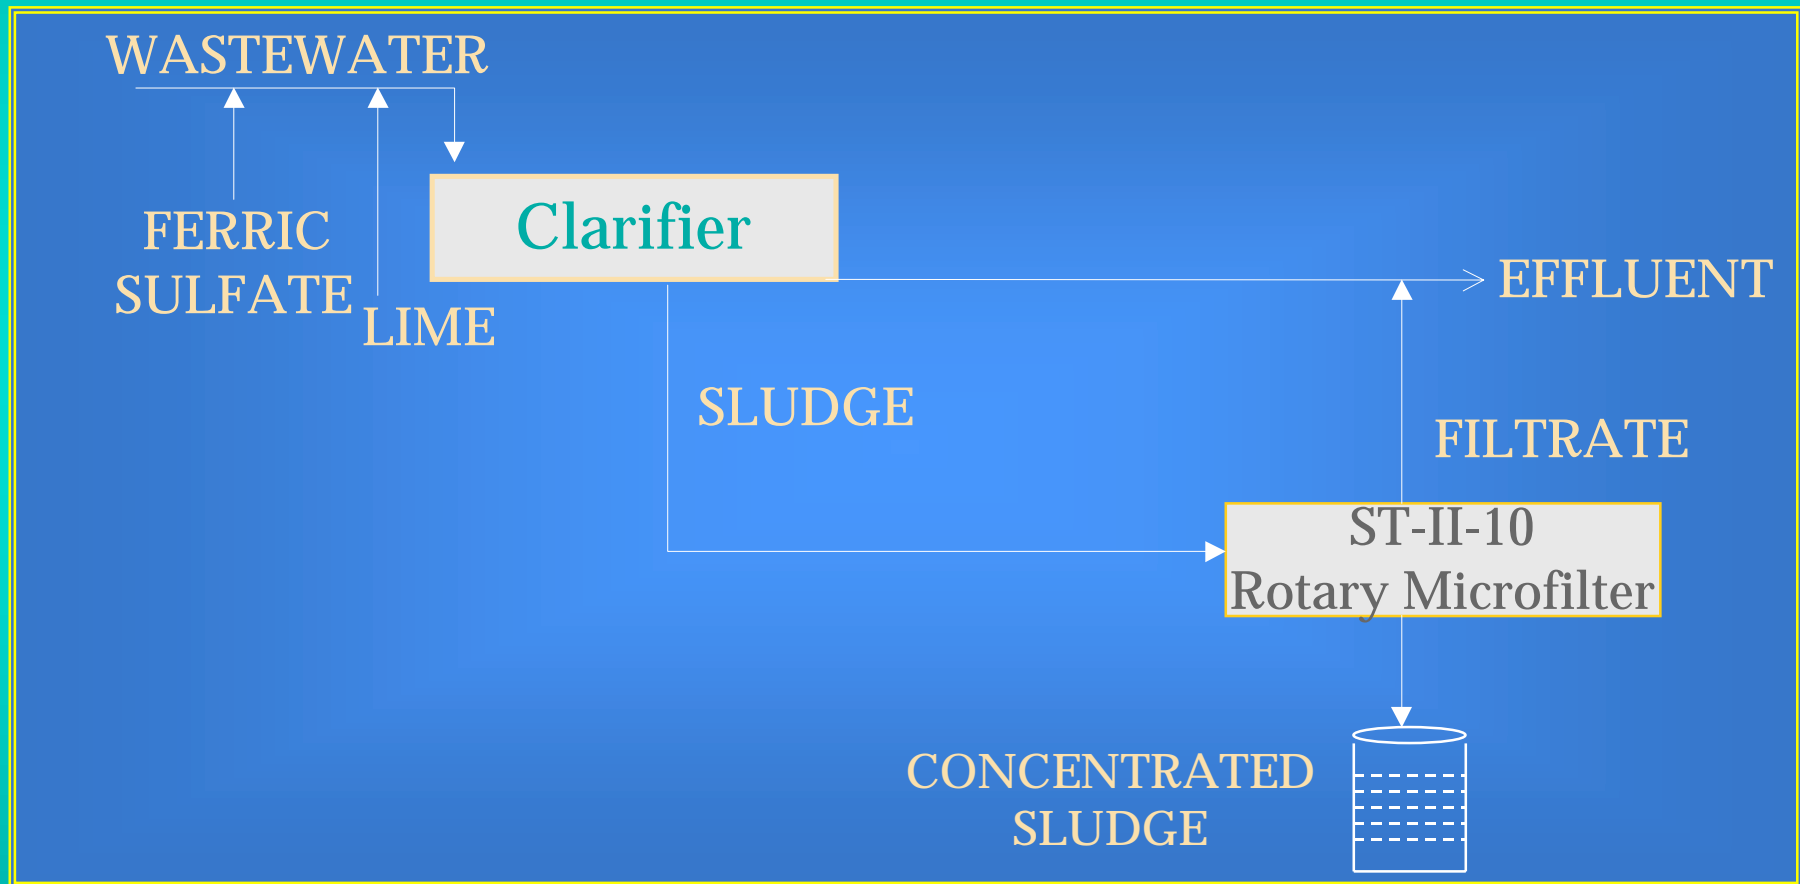 WASTEWATER
FERRIC
SULFATE
LIME
Clarifier
EFFLUENT
SLUDGE
FILTRATE
ST-II-10
Rotary Microfilter
CONCENTRATED
SLUDGE